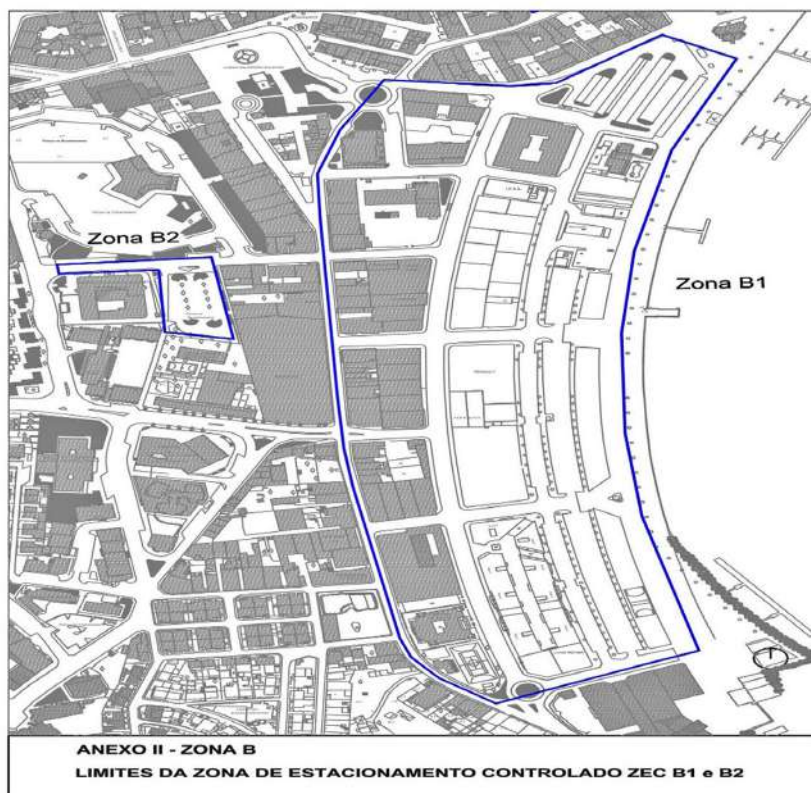 Zona B2
Zona B1
ANEXO II - ZONA B
LIMITES DA ZONA DE ESTACIONAMENTO CONTROLADO ZEC B1 e B2